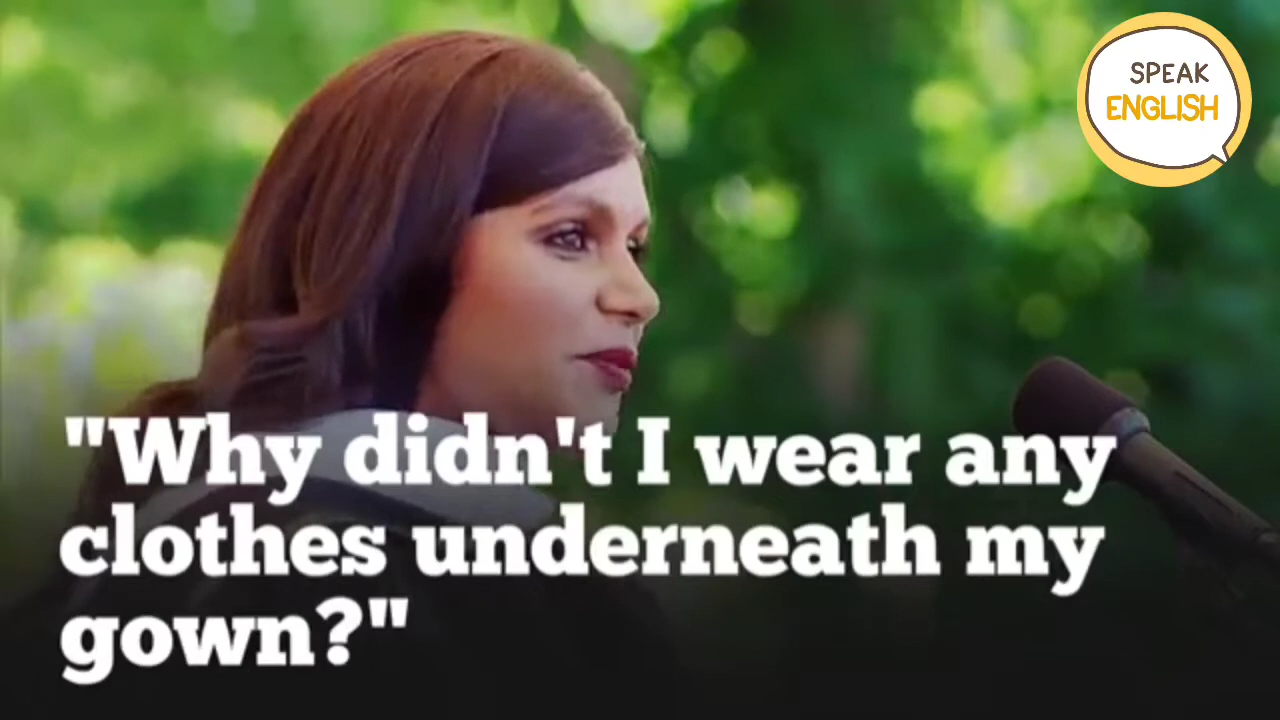 SPEAK
ENGLISH
"Why didn't I wear any
clothes underneath my
gown?"